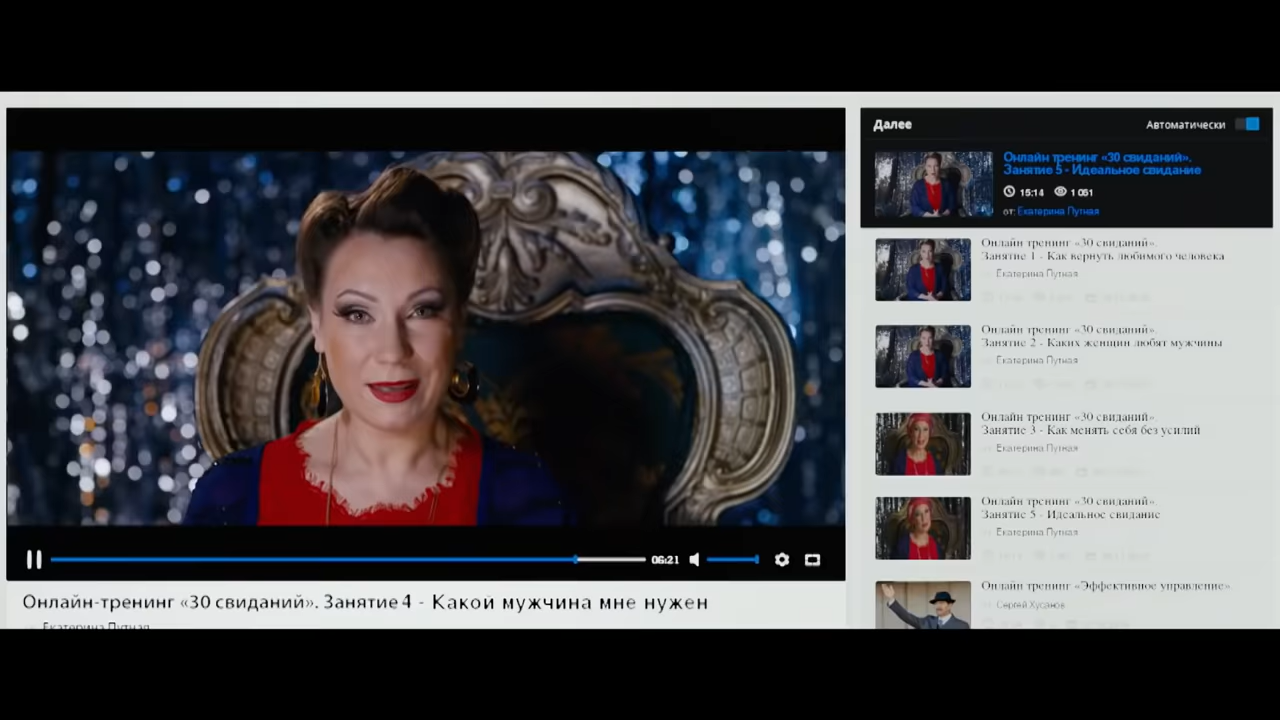 06:21
Онлайн-тренинг «30 свиданий». Занятие 4 - Какой мужчина мне нужен
Екатерина Путная
Далее
Автоматически
Онлайн тренинг «30 свиданий».
Занятие 5 - Идеальное свидание
15:14 1 051
от: Екатерина Путная
Онлайн тренинг «30 свиданий».
Занятие 1 - Как вернуть любимого человека
Екатерина Путная
Онлайн тренинг «30 свиданий».
Занятие 2 - Каких женщин любят мужчины
Екатерина Путная
Онлайн тренинг «30 свиданий».
Занятие 3 - Как менять себя без усилий
Екатерина Путная
Онлайн тренинг «30 свиданий».
Занятие 5 - Идеальное свидание
Екатерина Путная
Онлайн тренинг «Эффективное управление».
Сергей Хусанов